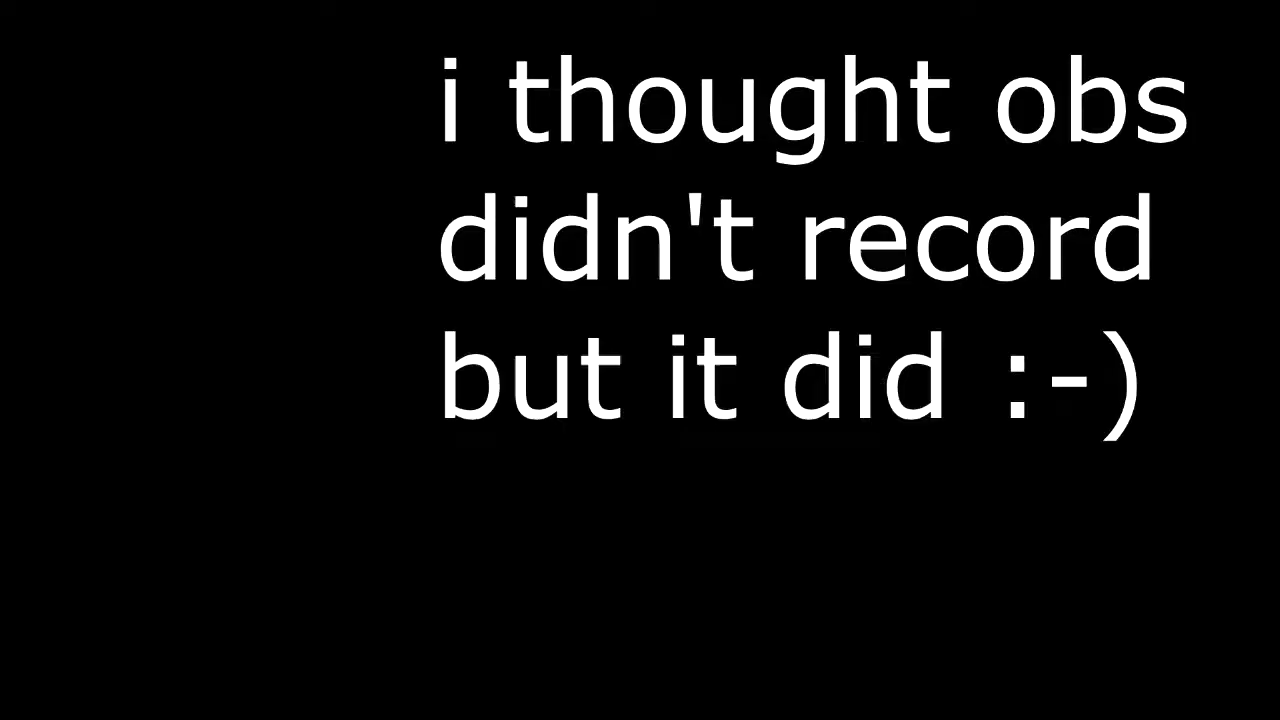 i thought obs
didn't record
but it did :-)